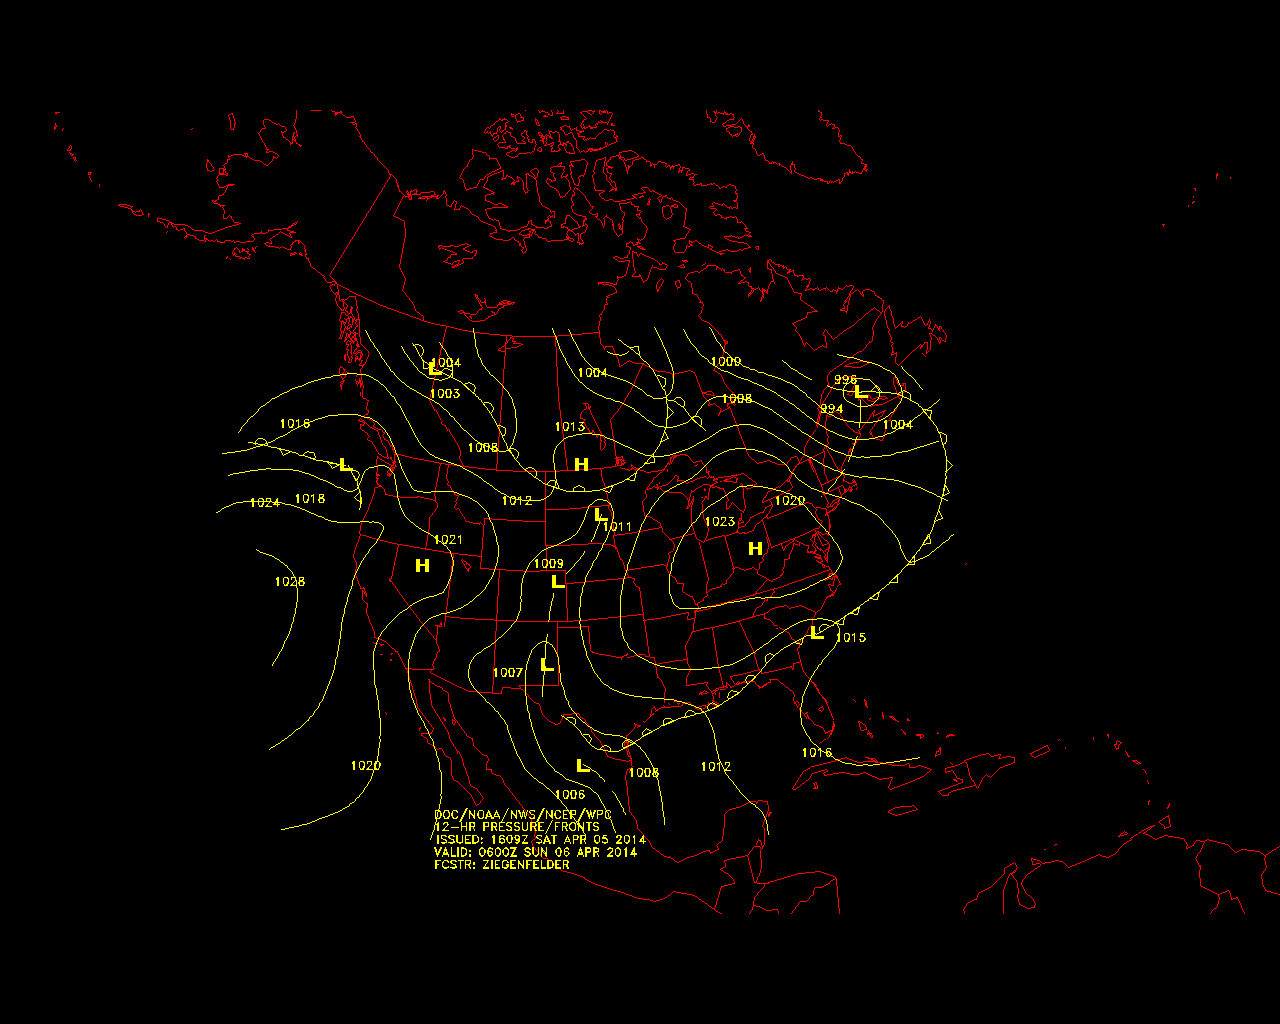 1009
1004
996
L
1004
L
1003
1008
994
1016
1013
1004
1008
L
H
1012
1020
1024
1018
L
1011
1023
1021
H
1009
H
1028
L
L
1015
1007
L
1016
1020
L
1008
1012
1006
DOC/NOAA/NWS/NCEP/WPC
12-HR PRESSURE/FRONTS
ISSUED: 1609Z SAT APR 05 2014
VALID: 0600Z SUN 06 APR 2014
FCSTR: ZIEGENFELDER